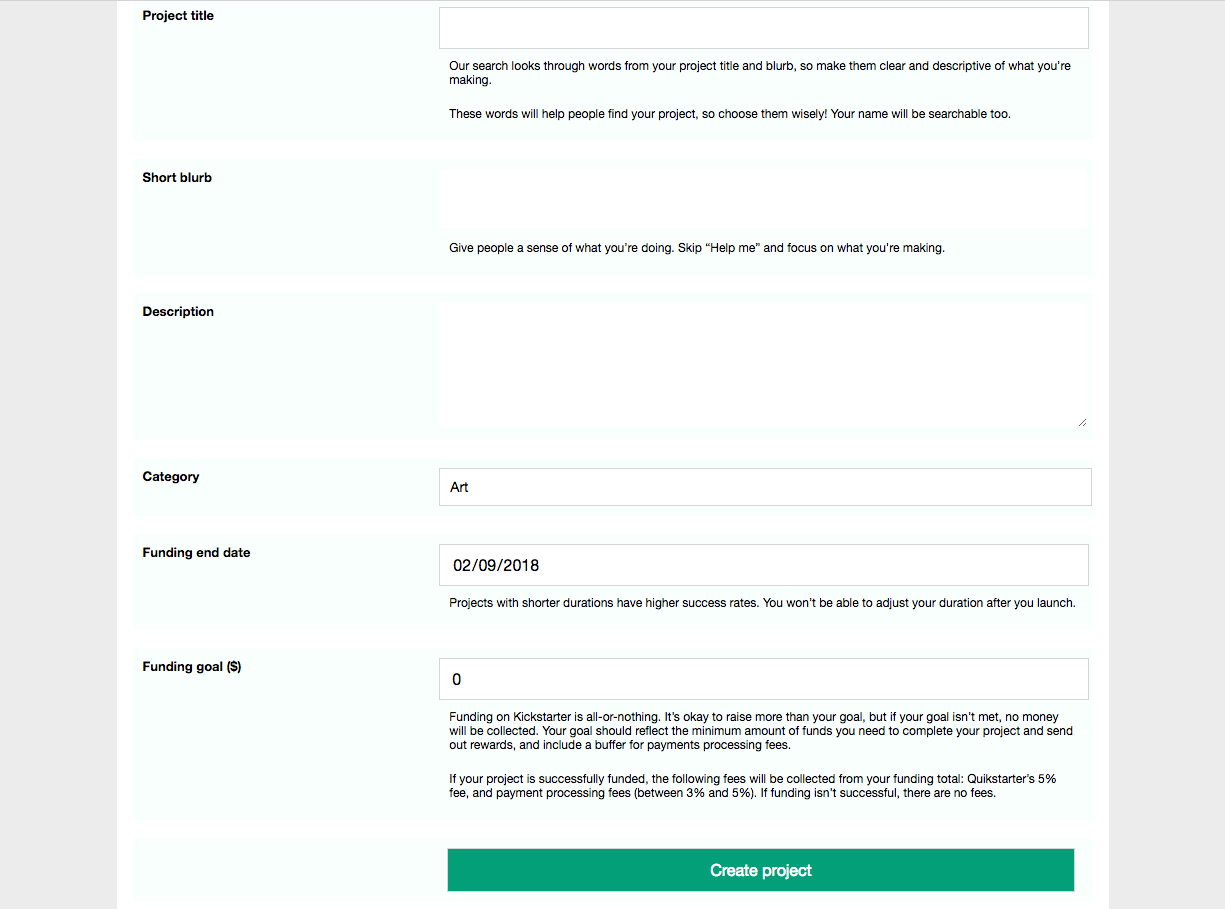 Project title
Our search looks through words from your project title and blurb, so make them clear and descriptive of what you're
making.
These words will help people find your project, so choose them wisely! Your name will be searchable too.
Short blurb
Give people a sense of what you're doing. Skip “Help me” and focus on what you're making.
Description
Category
Art
Funding end date
02/09/2018
Projects with shorter durations have higher success rates. You won't be able to adjust your duration after you launch.
Funding goal ($)
0
Funding on Kickstarter is all-or-nothing. It's okay to raise more than your goal, but if your goal isn't met, no money
will be collected. Your goal should reflect the minimum amount of funds you need to complete your project and send
out rewards, and include a buffer for payments processing fees.
If your project is successfully funded, the following fees will be collected from your funding total: Quikstarter's 5%
fee, and payment processing fees (between 3% and 5%). If funding isn't successful, there are no fees.
Create project